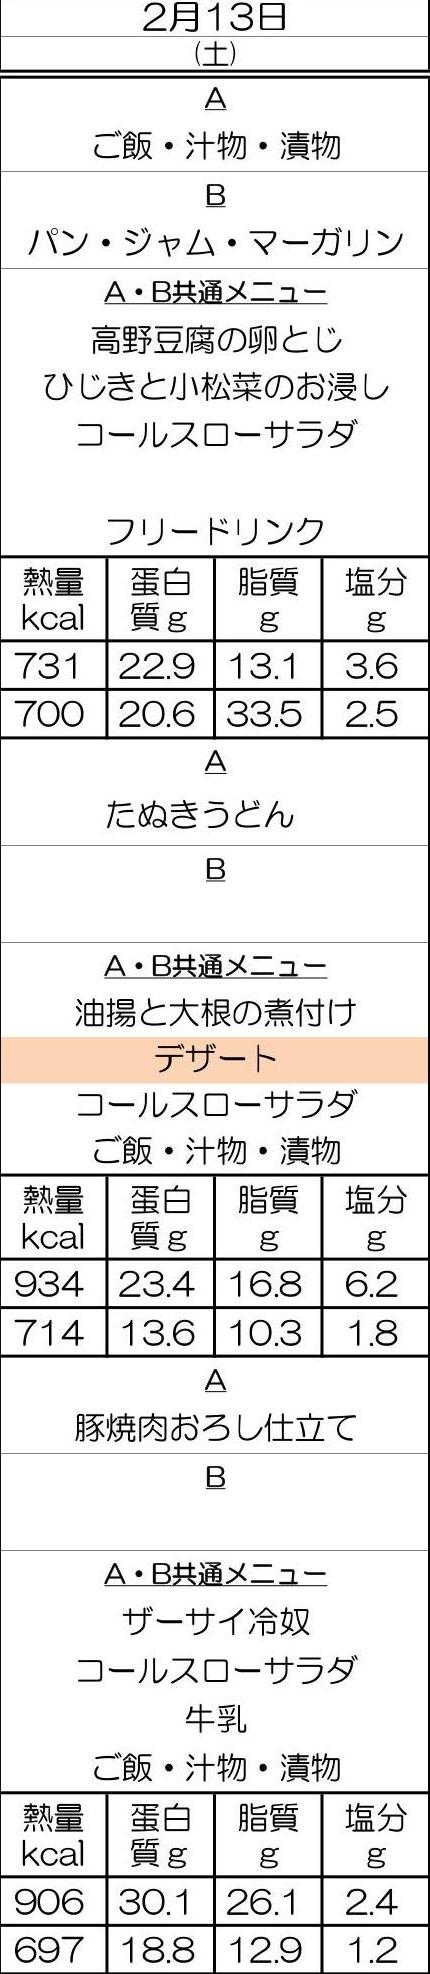 2月13日
(土)
A
ご飯・汁物・漬物
B
パン・ジャム・マーガリン
A・B共通メニュー
高野豆腐の卵とじ
ひじきと小松菜のお浸し
コールスローサラダ
フリードリンク
熱量 蛋白 脂質 塩分
kcal 質g g g
731 22.9 13.1 3.6
700 20.6 33.5 2.5
A
たぬきうどん
B
A・B共通メニュー
油揚と大根の煮付け
デザート
コールスローサラダ
ご飯・汁物・漬物
熱量 蛋白 脂質 塩分
kcal 質g g g
934 23.4 16.8 6.2
714 13.6 10.3 1.8
A
豚焼肉おろし仕立て
B
A・B共通メニュー
ザーサイ冷奴
コールスローサラダ
牛乳
ご飯・汁物・漬物
熱量 蛋白 脂質 塩分
kcal 質g g g
906 30.1 26.1 2.4
697 18.8 12.9 1.2